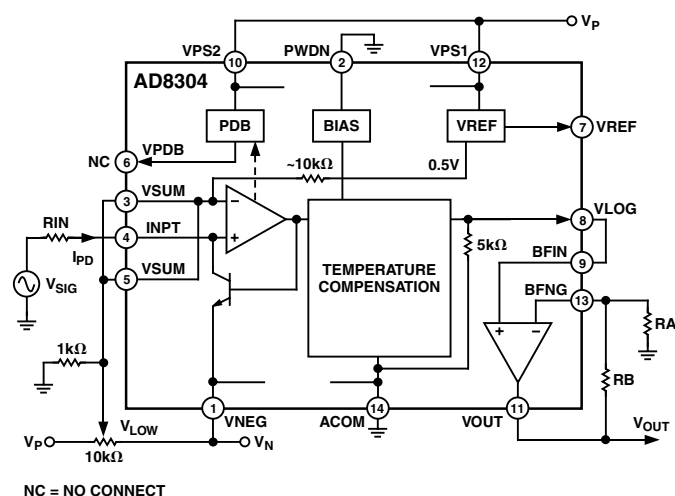 VP
VPS2
PWDN
VPS1
10
2
12
AD8304
PDB
BIAS
VREF
7
VREF
NC
6
VPDB
~10kΩ
0.5V
3
VSUM
−
VLOG
RIN
4
INPT
+
8
IPD
5kΩ
BFIN
9
VSIG
5
VSUM
TEMPERATURE
COMPENSATION
BFNG
13
+
−
RA
1kΩ
RB
1
VNEG
ACOM
14
VOUT
11
VLOW
VOUT
VP
10kΩ
VN
NC = NO CONNECT